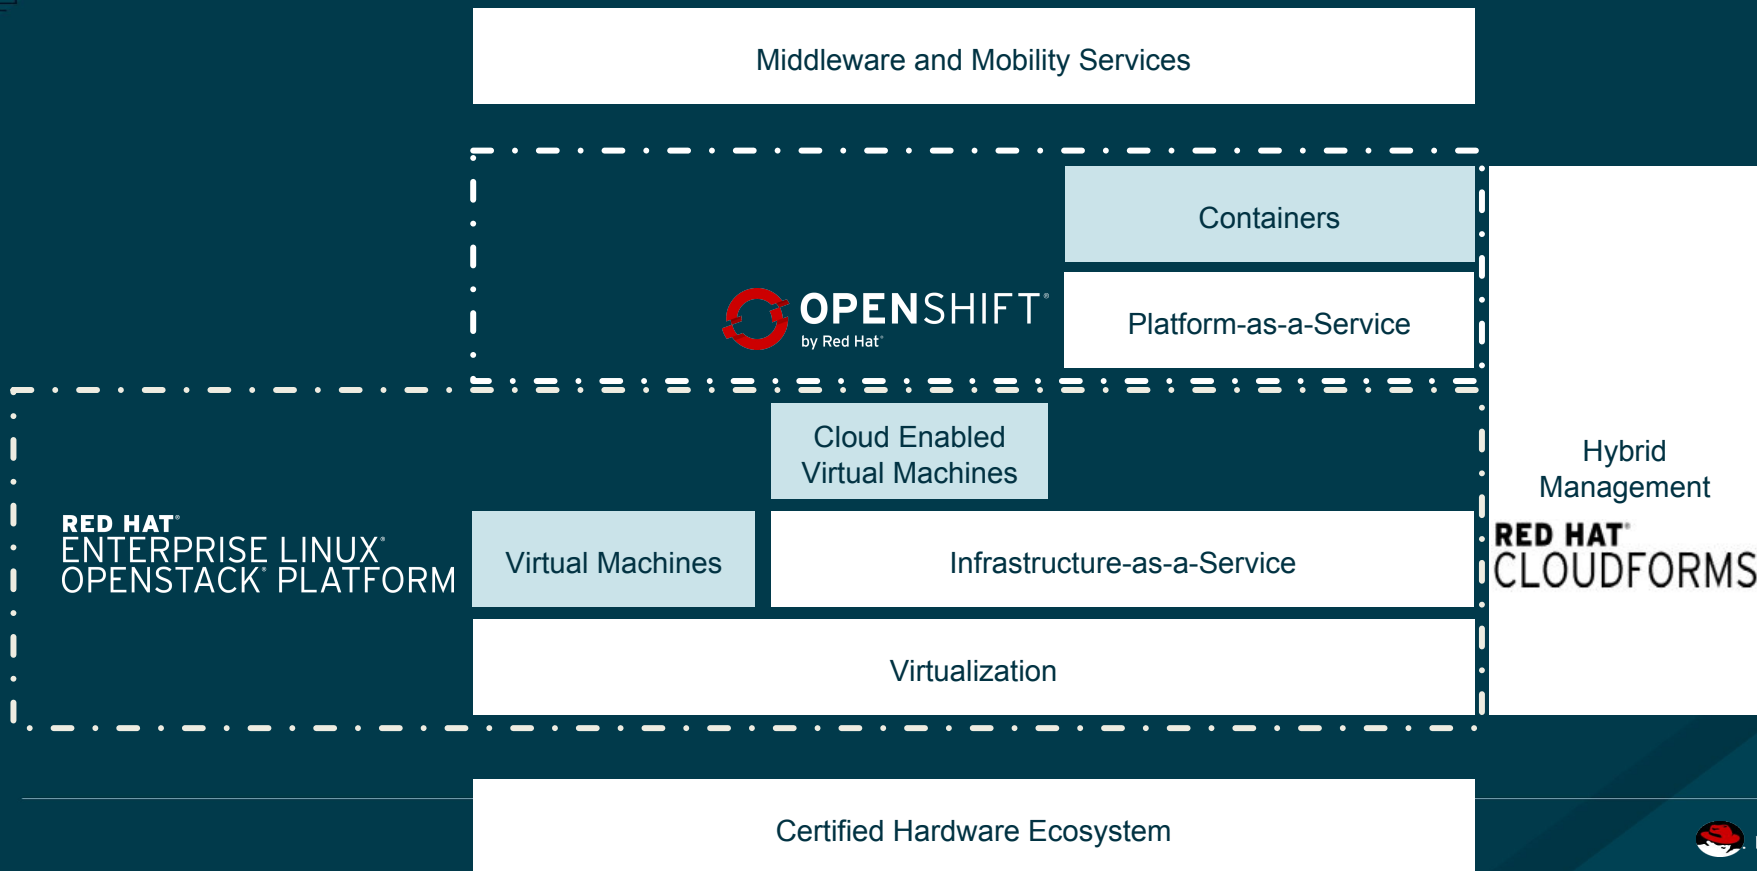 Middleware and Mobility Services
Containers
OPENSHIFT®
by Red Hat®
Platform-as-a-Service
Cloud Enabled
Virtual Machines
Hybrid
Management
RED HAT®
ENTERPRISE LINUX®
OPENSTACK® PLATFORM
Virtual Machines
Infrastructure-as-a-Service
RED HAT®
CLOUDFORMS
Virtualization
Certified Hardware Ecosystem